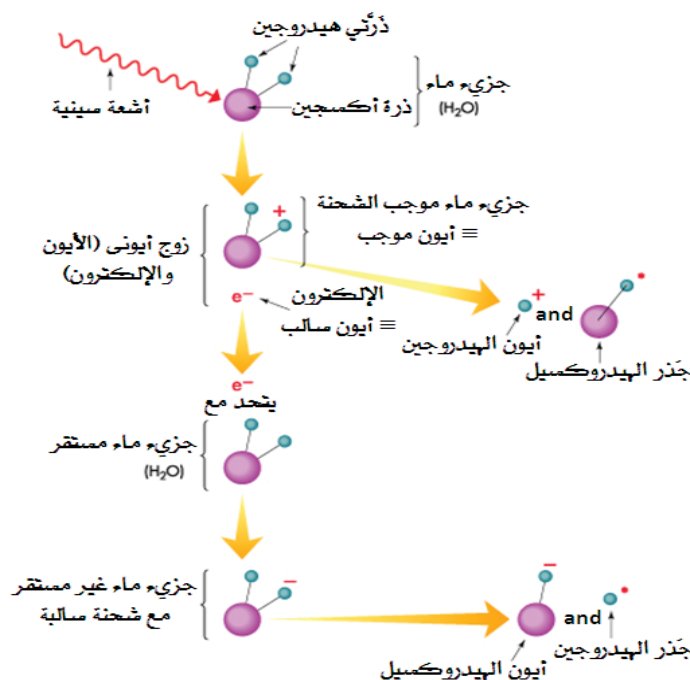 ذَرَّتي هيدروجين
أشعة سينية
ذرة أكسجين
جزيء ماء
(H₂O)
جزيء ماء موجب الشحنة
≡ أيون موجب
+
زوج أيونى (الأيون
والإلكترون)
e⁻
الإلكترون
≡ أيون سالب
+
and
•
أيون الهيدروجين
جَذر الهيدروكسيل
e⁻
يتحد مع
جزيء ماء مستقر
(H₂O)
جزيء ماء غير مستقر
مع شحنة سالبة
−
−
and
•
جَذر الهيدروجين
أيون الهيدروكسيل